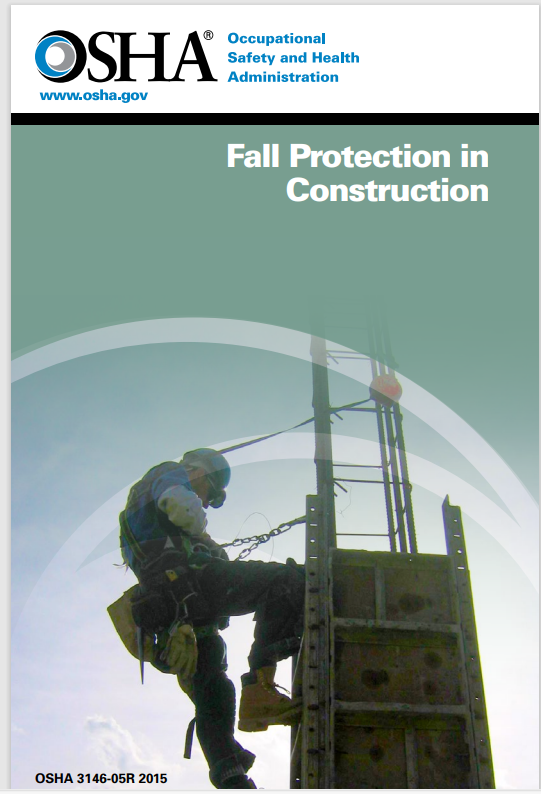 OSHA®
Occupational
Safety and Health
Administration
www.osha.gov
Fall Protection in
Construction
OSHA 3146-05R 2015